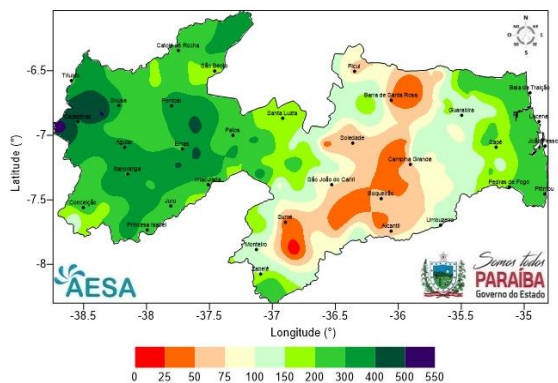 Catolé do Rocha
São Bento
Triunfo
Picuí
Baía da Traição
Barra de Santa Rosa
Sousa
Pombal
Cajazeiras
Santa Luzia
Guarabira
Lucena
Patos
Soledade
João Pessoa
Aguiar
Emas
Sapé
Campina Grande
Itaporanga
Imaculada
São João do Cariri
Pedras de Fogo
Pitimbu
Conceição
Juru
Boqueirão
Princesa Isabel
Sumé
Alcantil
Umbuzeiro
Monteiro
Zabelê
N
O L
S
-6.5
-7
-7.5
-8
Latitude (°)
-38.5 -38 -37.5 -37 -36.5 -36 -35.5 -35
Longitude (°)
AESA
Somos todos
PARAÍBA
Governo do Estado
0 25 50 75 100 150 200 300 400 500 550